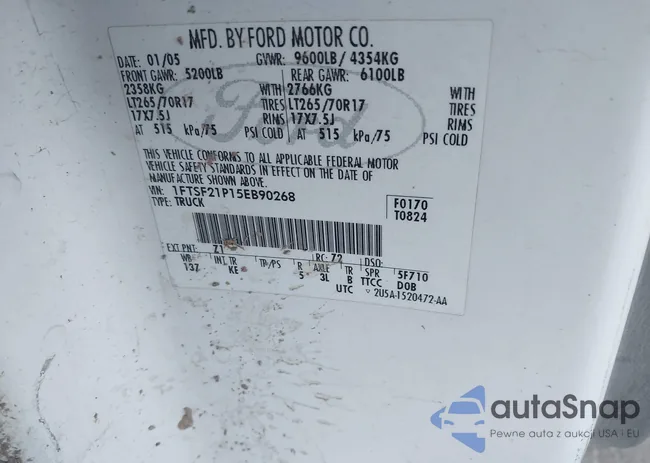 MFD. BY FORD MOTOR CO.
DATE: 01/05 GVWR: 9600LB/ 4354KG
FRONT GAWR: 5200LB REAR GAWR: 6100LB
2358KG WITH 2766KG WITH
LT265/70R17 TIRES LT265/70R17 TIRES
17X7.5J RIMS 17X7.5J RIMS
AT 515 kPa/75 PSI COLD AT 515 kPa/75 PSI COLD
Ford
THIS VEHICLE CONFORMS TO ALL APPLICABLE FEDERAL MOTOR
VEHICLE SAFETY STANDARDS IN EFFECT ON THE DATE OF
MANUFACTURE SHOWN ABOVE.
VIN: 1FTSF21P15EB90268 F0170
TYPE: TRUCK T0824
EXT PNT: Z1 RC: 72 DSO:
WB INT TR TP/PS R AXLE TR SPR 5F710
137 KE 5 3L B TTCC DOB
UTC 2U5A-1520472-AA
autaSnap
Pewne auta z aukcji USA i EU